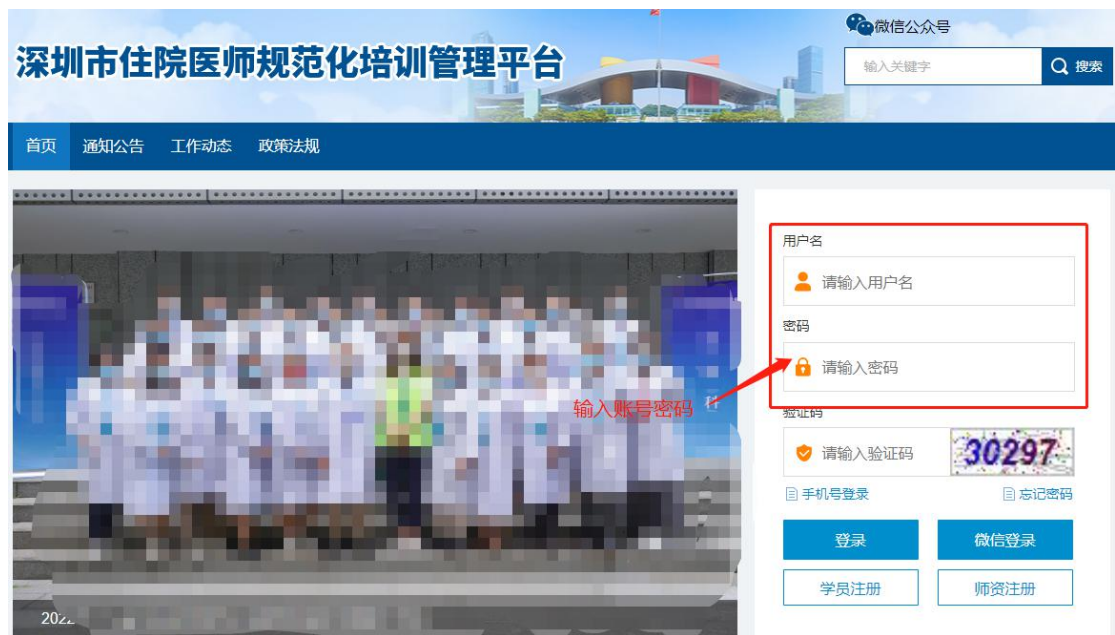 微信公众号
深圳市住院医师规范化培训管理平台
输入关键字
搜索
首页 通知公告 工作动态 政策法规
用户名
请输入用户名
密码
请输入密码
输入账号密码
科
验证码
请输入验证码
30297
手机号登录 忘记密码
登录 微信登录
学员注册 师资注册